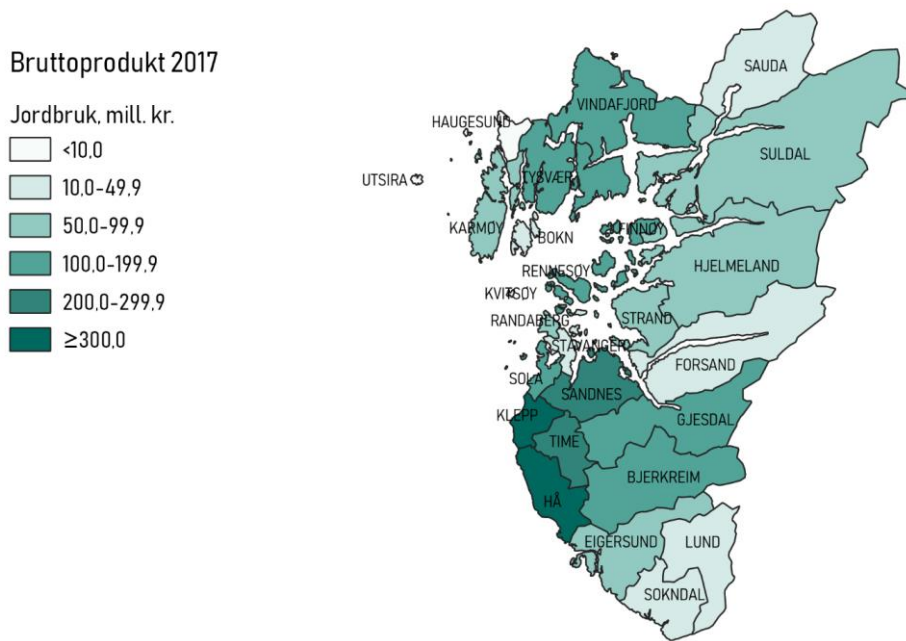 Bruttoprodukt 2017
Jordbruk, mill. kr.
<10,0
10,0-49,9
50,0-99,9
100,0-199,9
200,0-299,9
≥300,0
SAUDA
VINDAFJORD
HAUGESUND
SULDAL
UTSIRA
TYSVÆR
KARMØY
BOKN
FINNØY
RENNESØY
HJELMELAND
KVITSØY
RANDABERG
STRAND
STAVANGER
FORSAND
SOLA
SANDNES
KLEPP
GJESDAL
TIME
BJERKREIM
HÅ
EIGERSUND
LUND
SOKNDAL